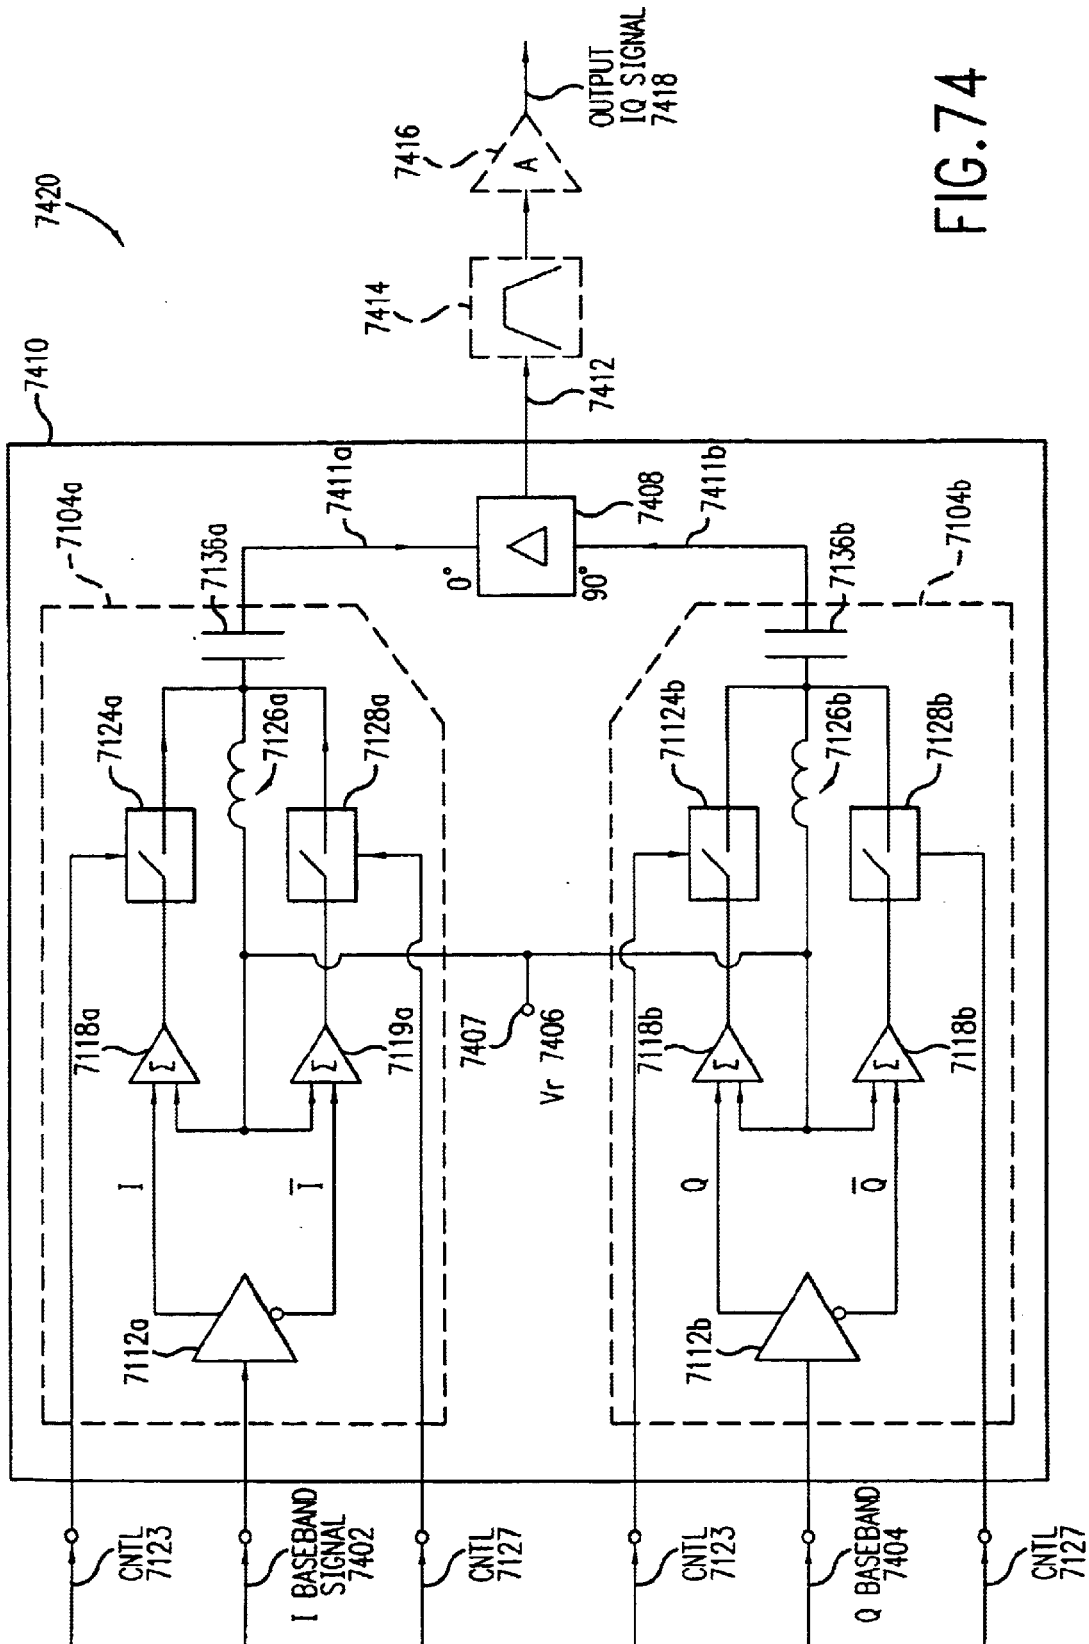 FIG.74
7420
7410
CNTL
7123
I BASEBAND
SIGNAL
7402
CNTL
7127
CNTL
7123
Q BASEBAND
7404
CNTL
7127
7104a
7112a
I
I̅
7118a
Σ
7119a
Σ
7124a
7126a
7128a
7136a
7411a
0°
90°
7408
7411b
7407
Vr 7406
7104b
7112b
Q
Q̅
7118b
Σ
7118b
Σ
71124b
7126b
7128b
7136b
7412
7414
7416
A
OUTPUT
IQ SIGNAL
7418